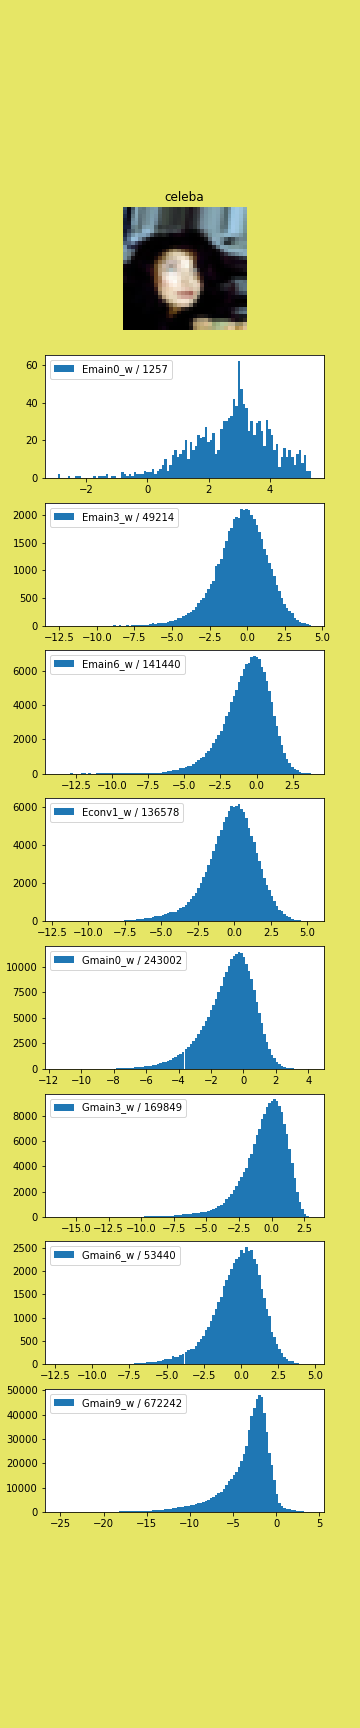 celeba
60
40
20
0
Emain0_w / 1257
−2 0 2 4
2000
1500
1000
500
0
Emain3_w / 49214
−12.5 −10.0 −7.5 −5.0 −2.5 0.0 2.5 5.0
6000
4000
2000
0
Emain6_w / 141440
−12.5 −10.0 −7.5 −5.0 −2.5 0.0 2.5
6000
4000
2000
0
Econv1_w / 136578
−12.5 −10.0 −7.5 −5.0 −2.5 0.0 2.5 5.0
10000
7500
5000
2500
0
Gmain0_w / 243002
−12 −10 −8 −6 −4 −2 0 2 4
8000
6000
4000
2000
0
Gmain3_w / 169849
−15.0 −12.5 −10.0 −7.5 −5.0 −2.5 0.0 2.5
2500
2000
1500
1000
500
0
Gmain6_w / 53440
−12.5 −10.0 −7.5 −5.0 −2.5 0.0 2.5 5.0
50000
40000
30000
20000
10000
0
Gmain9_w / 672242
−25 −20 −15 −10 −5 0 5